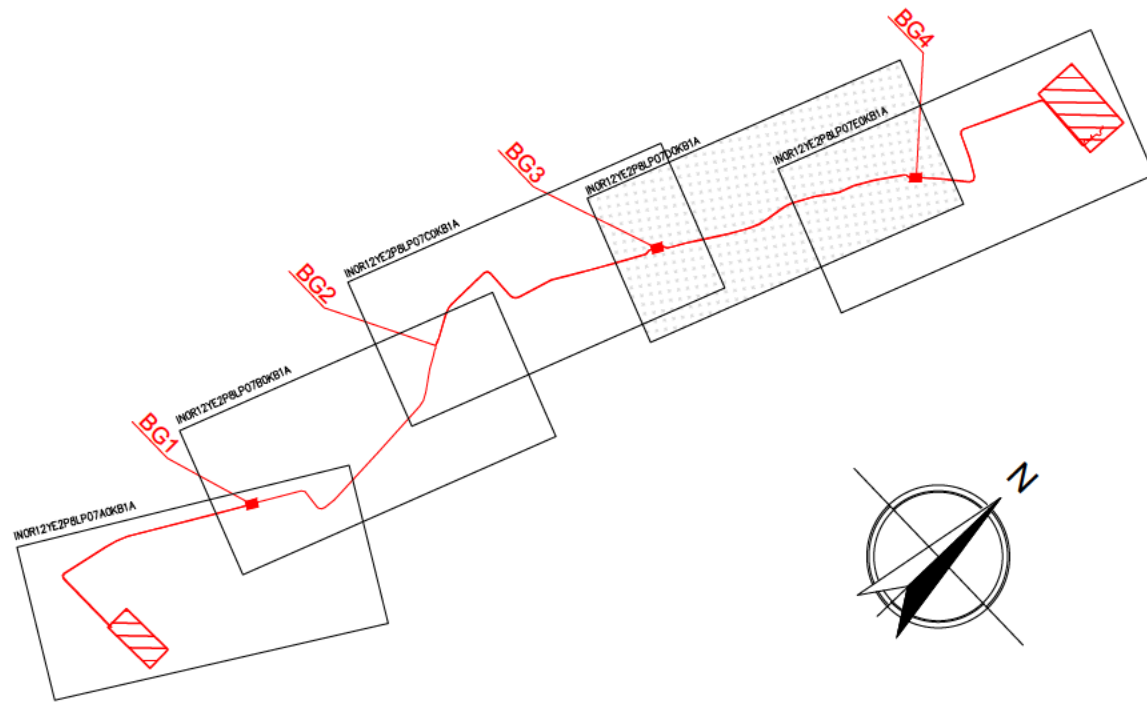 BG4
INOR12YE2P8LP07E0KB1A
BG3
INOR12YE2P8LP07D0KB1A
BG2
INOR12YE2P8LP07C0KB1A
BG1
INOR12YE2P8LP07B0KB1A
INOR12YE2P8LP07A0KB1A
N